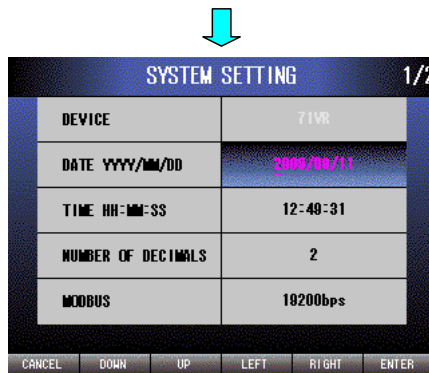 SYSTEM SETTING 1/2
DEVICE 71VR
DATE YYYY/MM/DD 2009/09/11
TIME HH:MM:SS 12:49:31
NUMBER OF DECIMALS 2
MODBUS 19200bps
CANCEL DOWN UP LEFT RIGHT ENTER